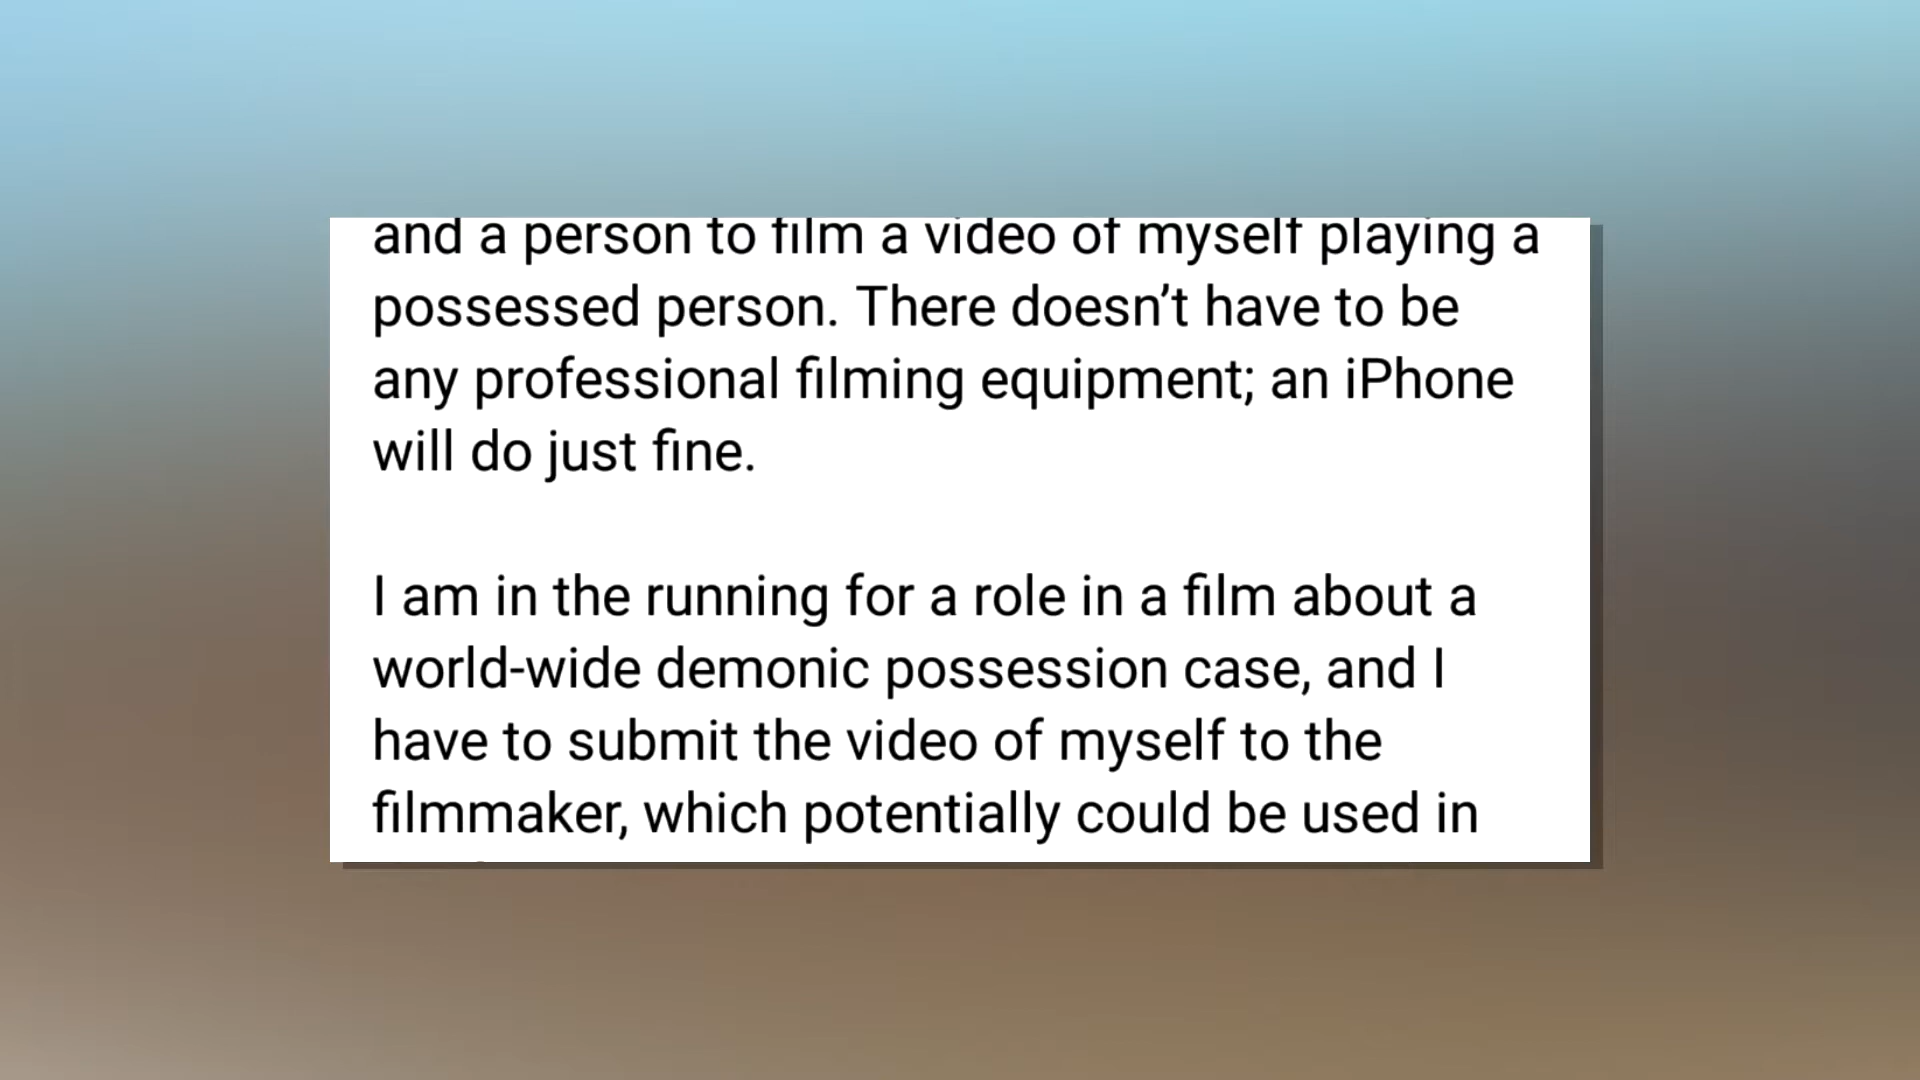 and a person to film a video of myself playing a
possessed person. There doesn’t have to be
any professional filming equipment; an iPhone
will do just fine.
I am in the running for a role in a film about a
world-wide demonic possession case, and I
have to submit the video of myself to the
filmmaker, which potentially could be used in